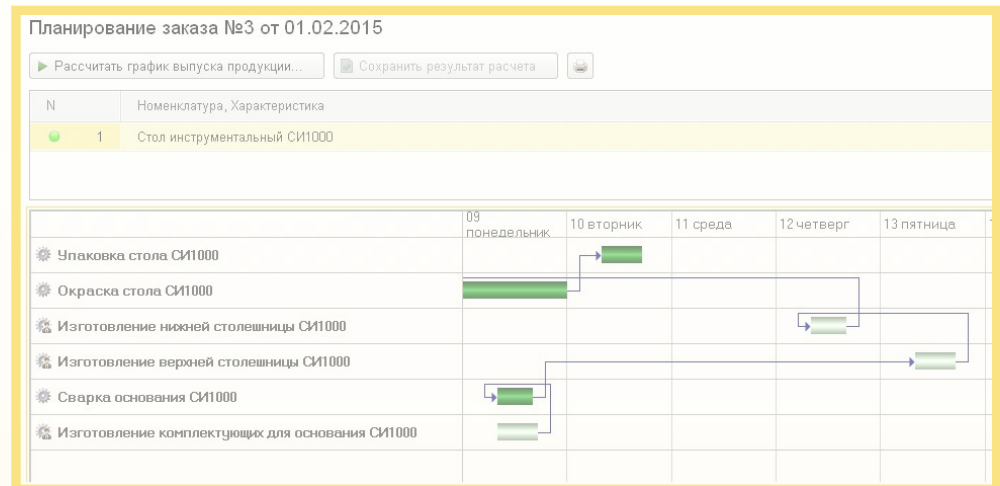 Планирование заказа №3 от 01.02.2015
Рассчитать график выпуска продукции... Сохранить результат расчета
N Номенклатура, Характеристика
1 Стол инструментальный СИ1000
09 понедельник 10 вторник 11 среда 12 четверг 13 пятница
Упаковка стола СИ1000
Окраска стола СИ1000
Изготовление нижней столешницы СИ1000
Изготовление верхней столешницы СИ1000
Сварка основания СИ1000
Изготовление комплектующих для основания СИ1000